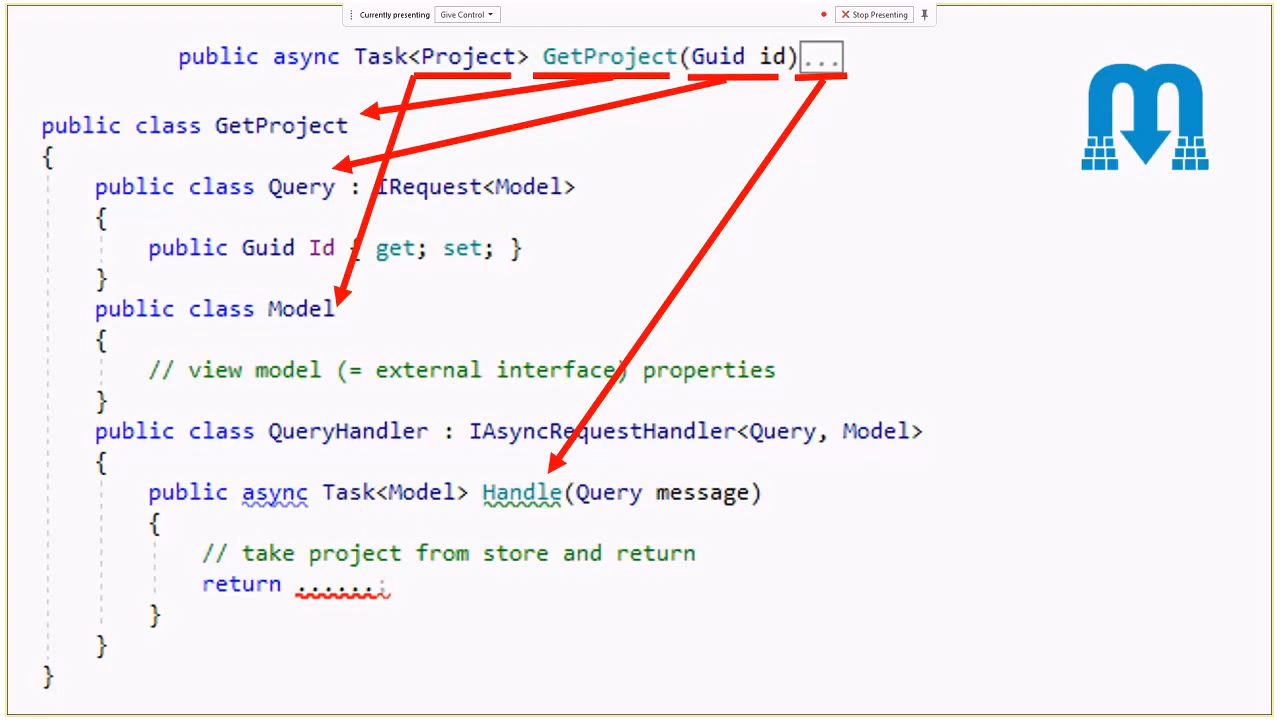 Currently presenting Give Control Stop Presenting
public async Task<Project> GetProject(Guid id)...
public class GetProject
{
public class Query : IRequest<Model>
{
public Guid Id { get; set; }
}
public class Model
{
// view model (= external interface) properties
}
public class QueryHandler : IAsyncRequestHandler<Query, Model>
{
public async Task<Model> Handle(Query message)
{
// take project from store and return
return ......;
}
}
}